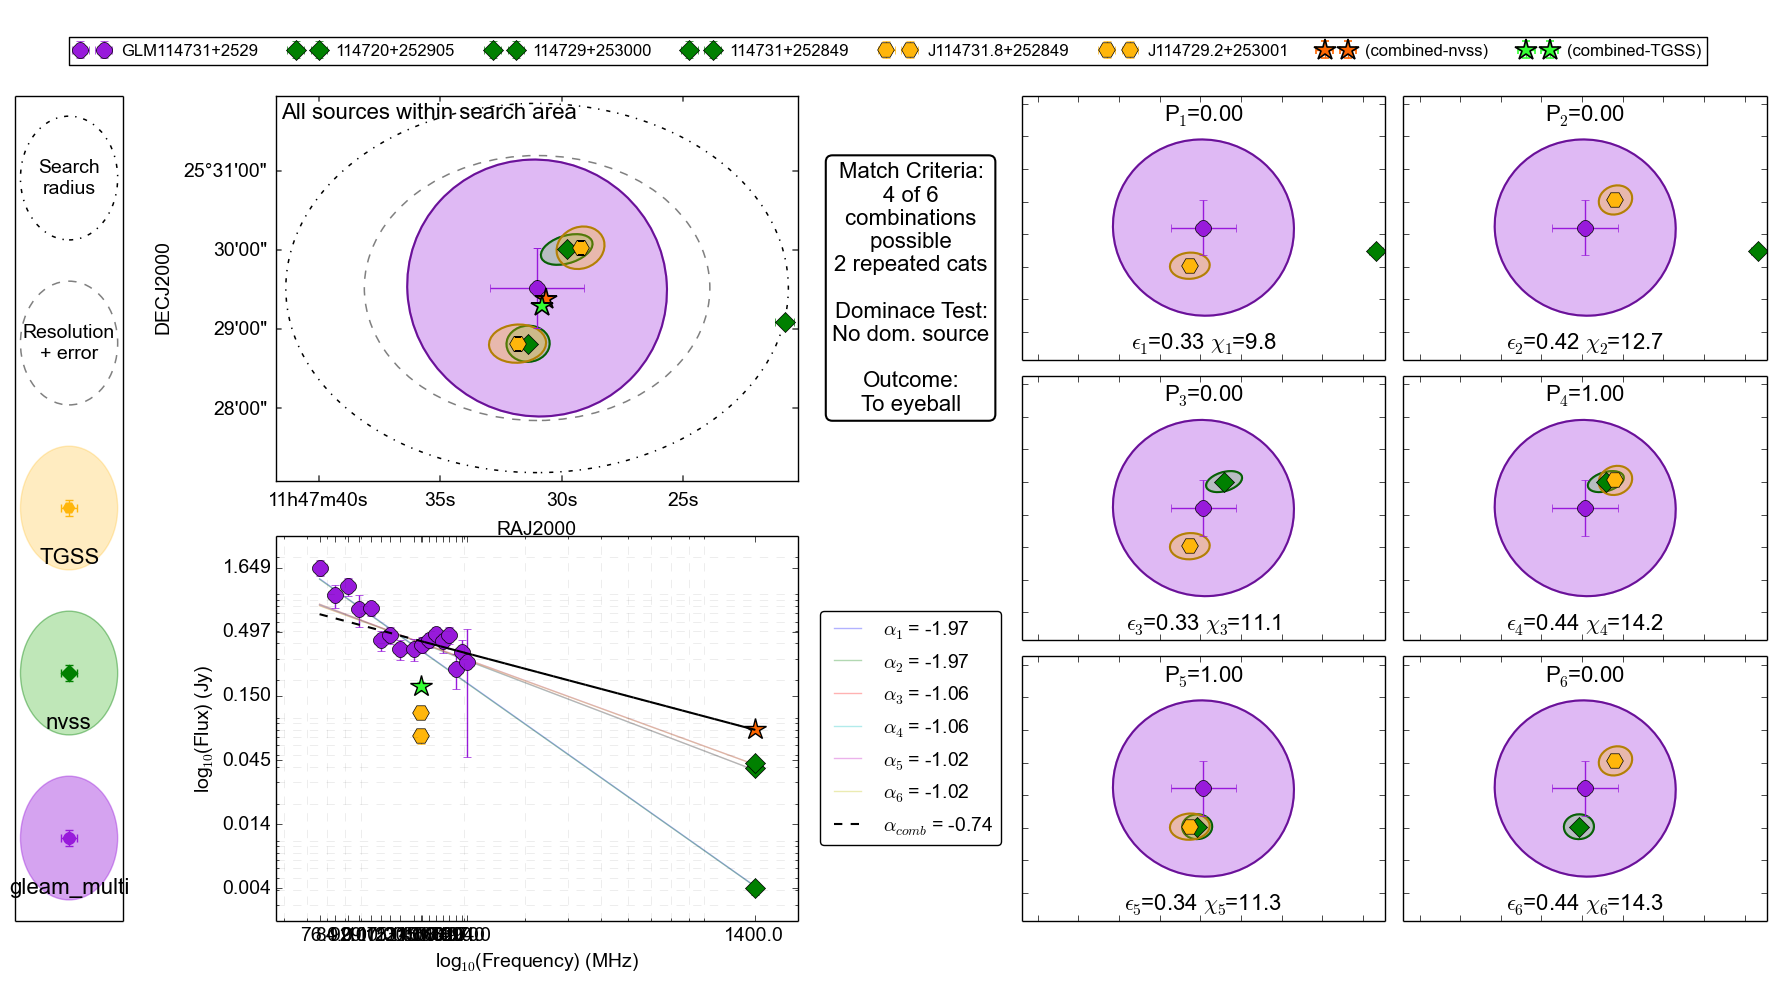 GLM114731+2529 114720+252905 114729+253000 114731+252849 J114731.8+252849 J114729.2+253001 (combined-nvss) (combined-TGSS)
Search
radius
Resolution
+ error
TGSS
nvss
gleam_multi
All sources within search area
DECJ2000
25°31'00"
30'00"
29'00"
28'00"
11h47m40s 35s 30s 25s
RAJ2000
Match Criteria:
4 of 6
combinations
possible
2 repeated cats
Dominace Test:
No dom. source
Outcome:
To eyeball
log₁₀(Flux) (Jy)
1.649
0.497
0.150
0.045
0.014
0.004
1400.0
log₁₀(Frequency) (MHz)
α₁ = -1.97
α₂ = -1.97
α₃ = -1.06
α₄ = -1.06
α₅ = -1.02
α₆ = -1.02
α_comb = -0.74
P₁=0.00
ϵ₁=0.33 χ₁=9.8
P₂=0.00
ϵ₂=0.42 χ₂=12.7
P₃=0.00
ϵ₃=0.33 χ₃=11.1
P₄=1.00
ϵ₄=0.44 χ₄=14.2
P₅=1.00
ϵ₅=0.34 χ₅=11.3
P₆=0.00
ϵ₆=0.44 χ₆=14.3